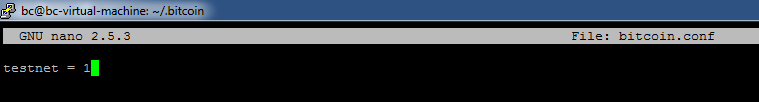 bc@bc-virtual-machine: ~/.bitcoin
GNU nano 2.5.3 File: bitcoin.conf
testnet = 1